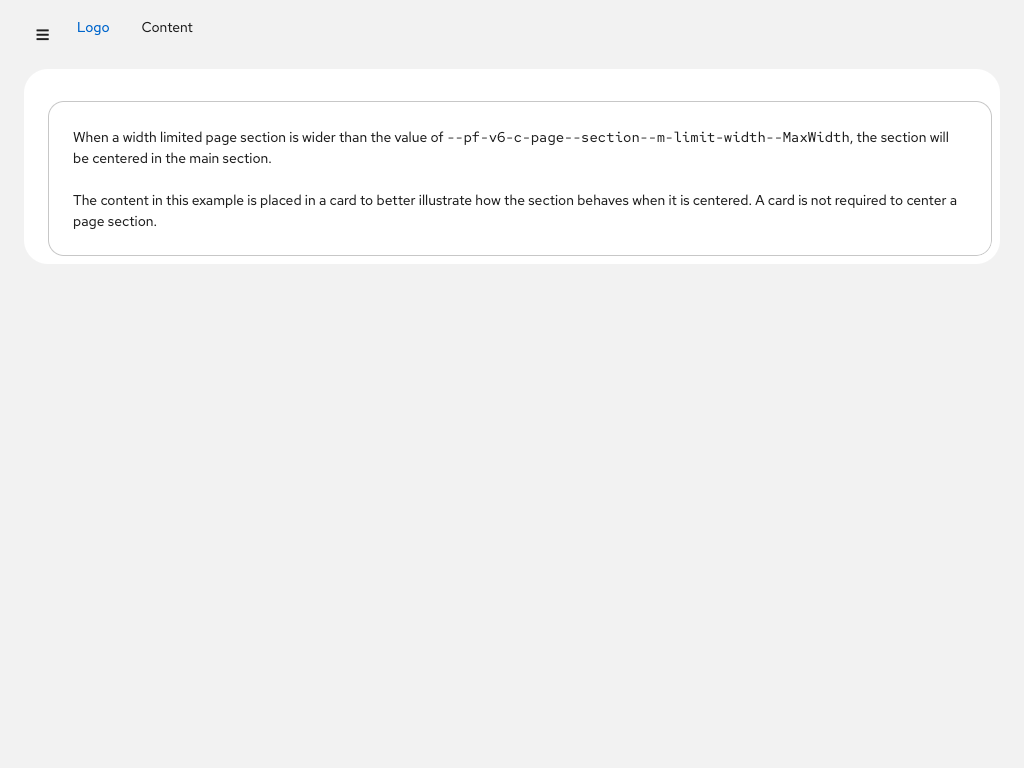 Logo
Content
When a width limited page section is wider than the value of --pf-v6-c-page--section--m-limit-width--MaxWidth, the section will
be centered in the main section.
The content in this example is placed in a card to better illustrate how the section behaves when it is centered. A card is not required to center a
page section.